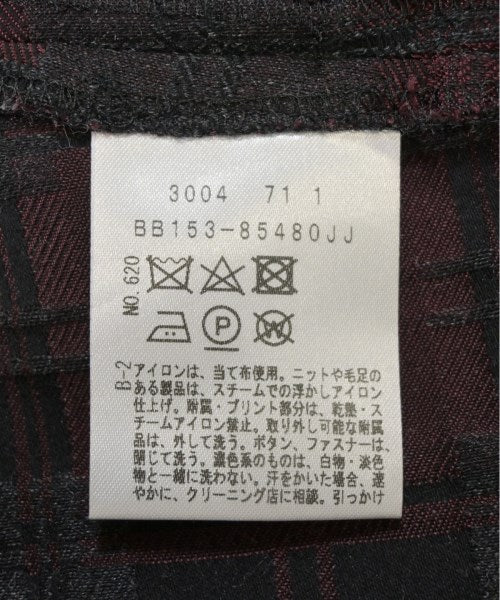 3004 71 1
BB153-85480JJ
NO.620
P
W
B-2
アイロンは、当て布使用。ニットや毛足の
ある製品は、スチームでの浮かしアイロン
仕上げ。附属・プリント部分は、乾塾・ス
チームアイロン禁止。取り外し可能な附属
品は、外して洗う。ボタン、ファスナーは、
閉じて洗う。濃色系のものは、白物・淡色
物と一緒に洗わない。汗をかいた場合、速
やかに、クリーニング店に相談。引っかけ